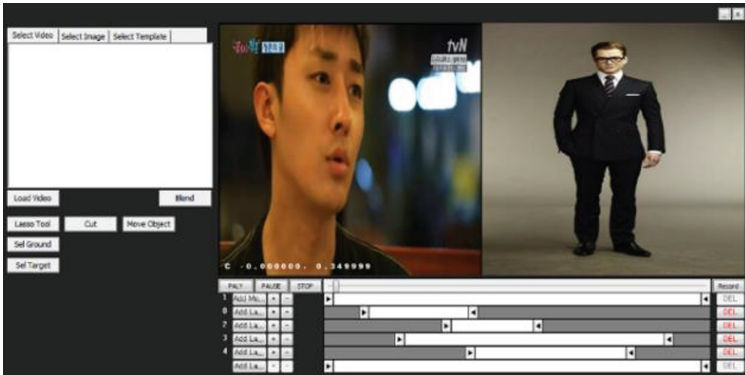 Select Video Select Image Select Template
tvN
Load Video Blend
Lasso Tool Cut Move Object
Sel Ground
Sel Target
C -0.000000, 0.349999
PALY PAUSE STOP Record
1 Add Mo... + - DEL
0 Add La... + - DEL
2 Add La... + - DEL
3 Add La... + - DEL
4 Add La... + - DEL
Add La... + - DEL